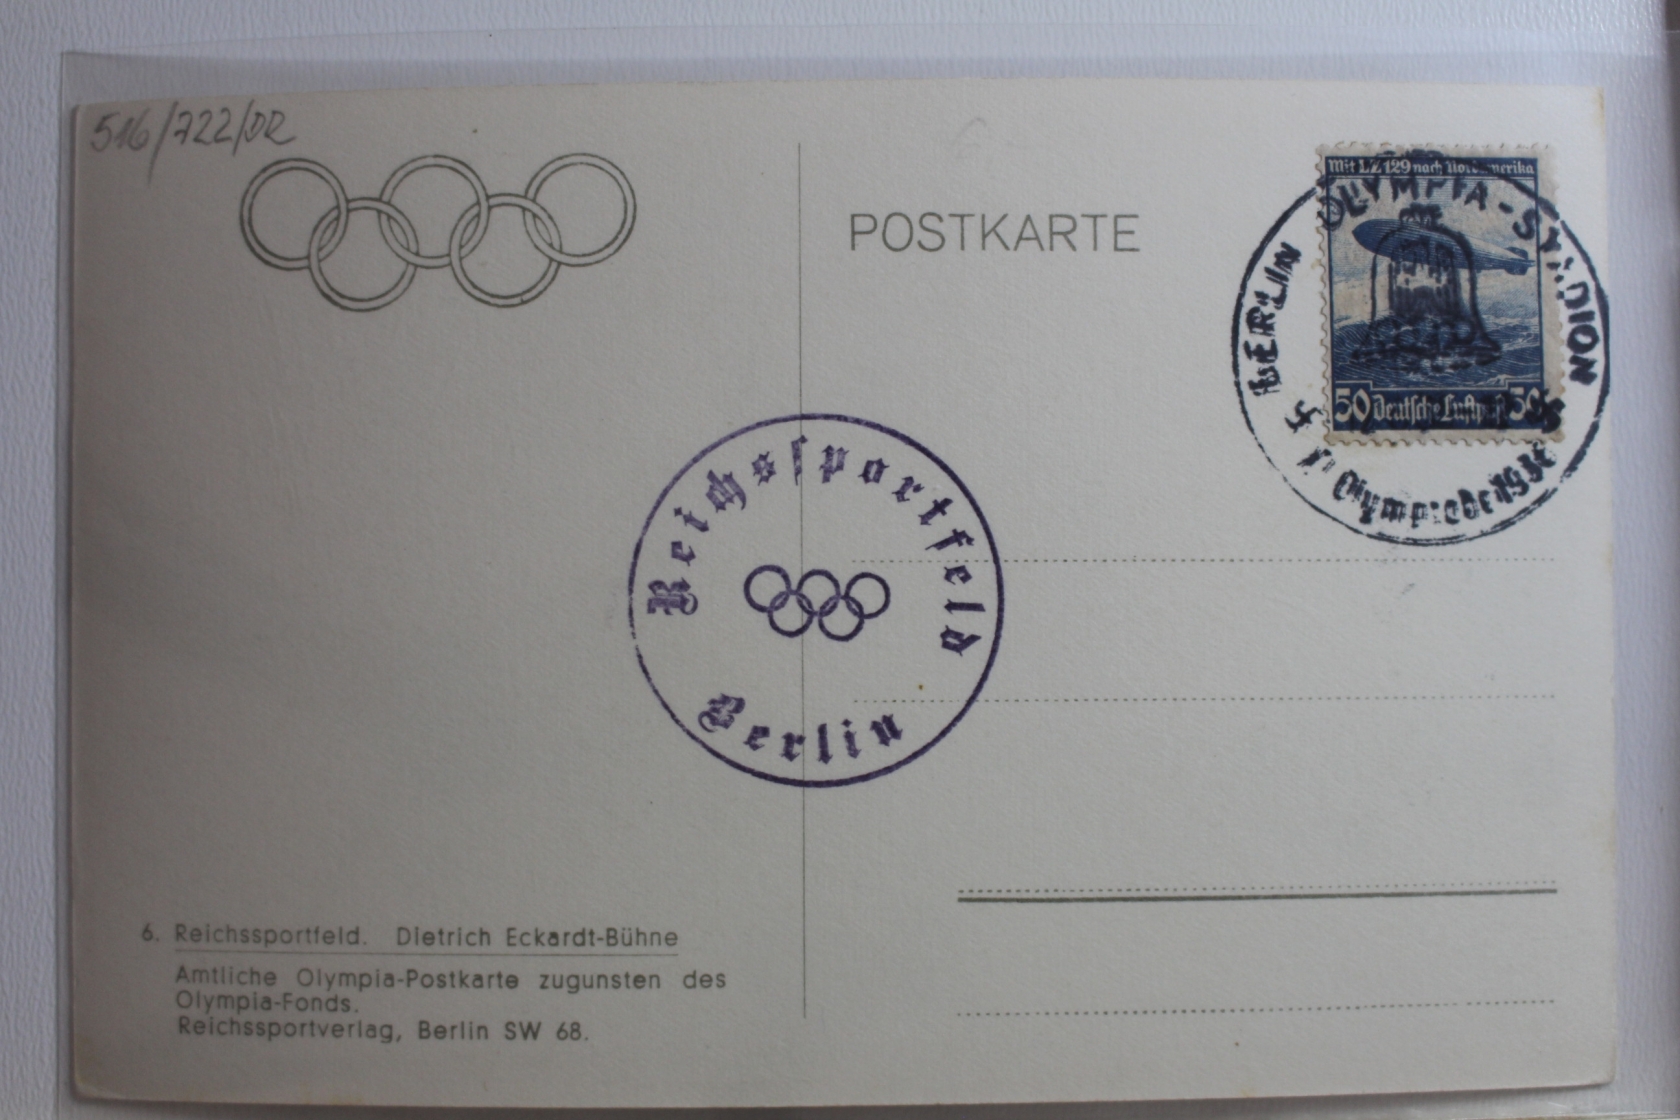 516/722/DR
POSTKARTE
Mit LZ 129 nach Nordamerika
50 Deutsche Luftpost 50
BERLIN OLYMPIA-STADION
Olympiade 1936
Reichssportfeld
Berlin
6. Reichssportfeld. Dietrich Eckardt-Bühne
Amtliche Olympia-Postkarte zugunsten des
Olympia-Fonds.
Reichssportverlag, Berlin SW 68.